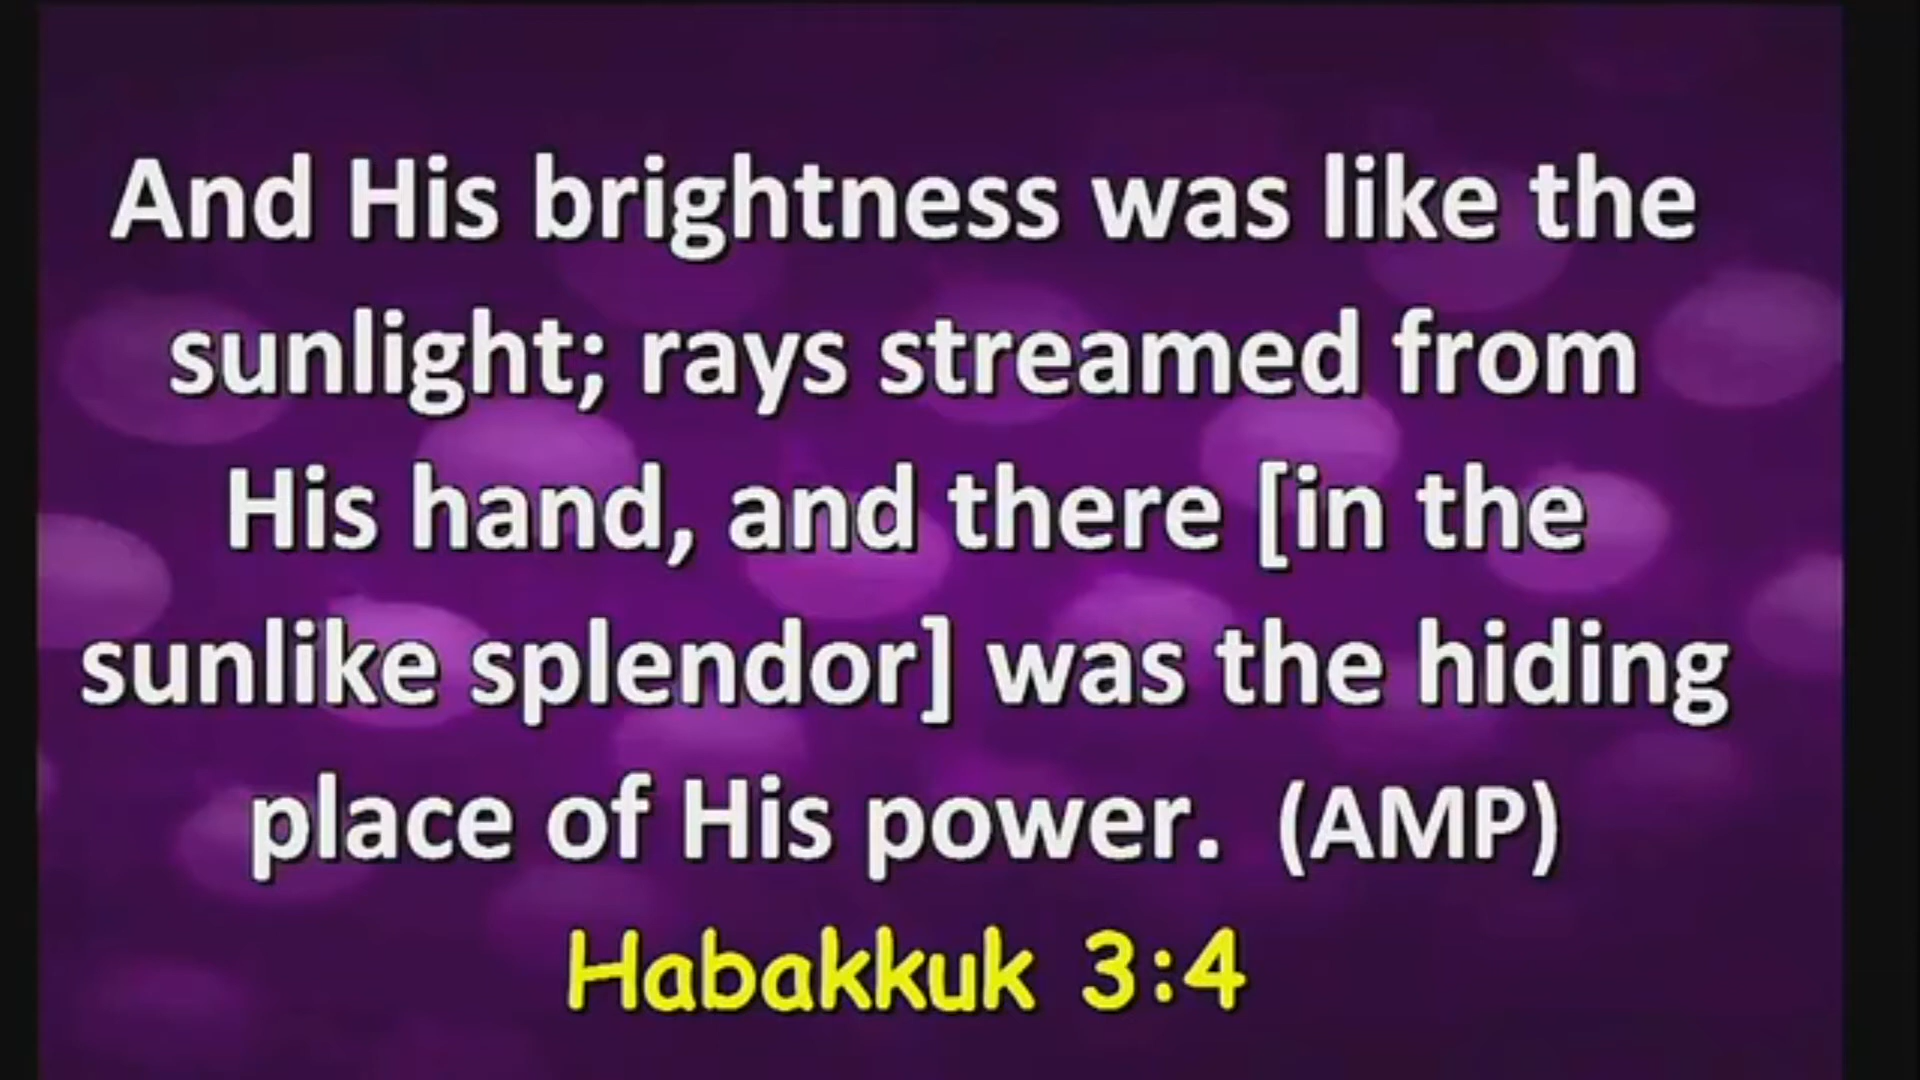 And His brightness was like the
sunlight; rays streamed from
His hand, and there [in the
sunlike splendor] was the hiding
place of His power.  (AMP)
Habakkuk 3:4